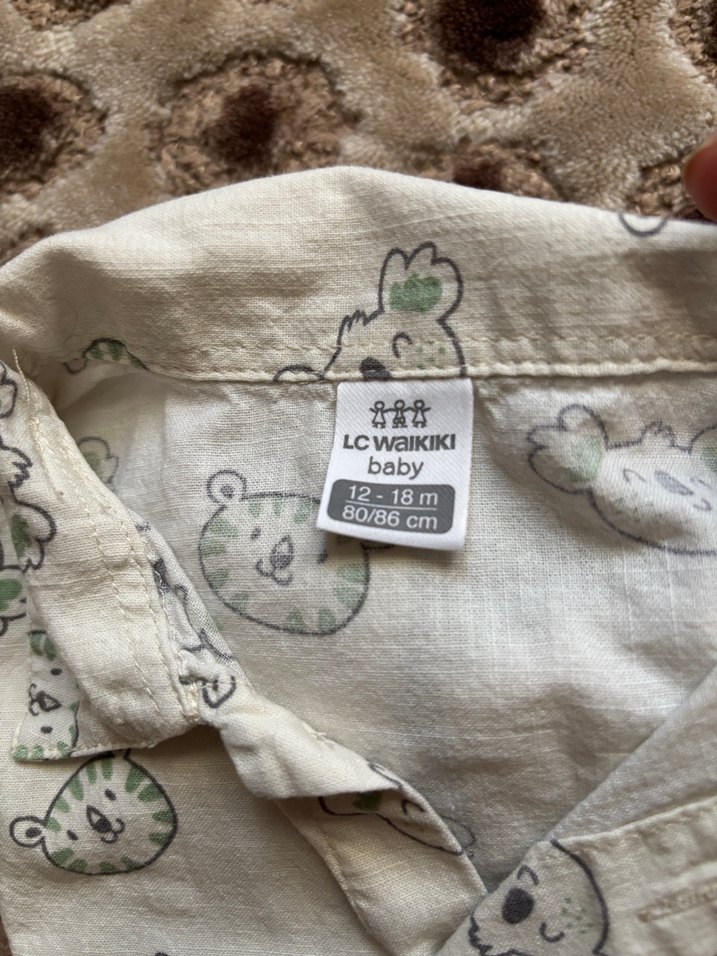 LC WAIKIKI
baby
12 - 18 m
80/86 cm